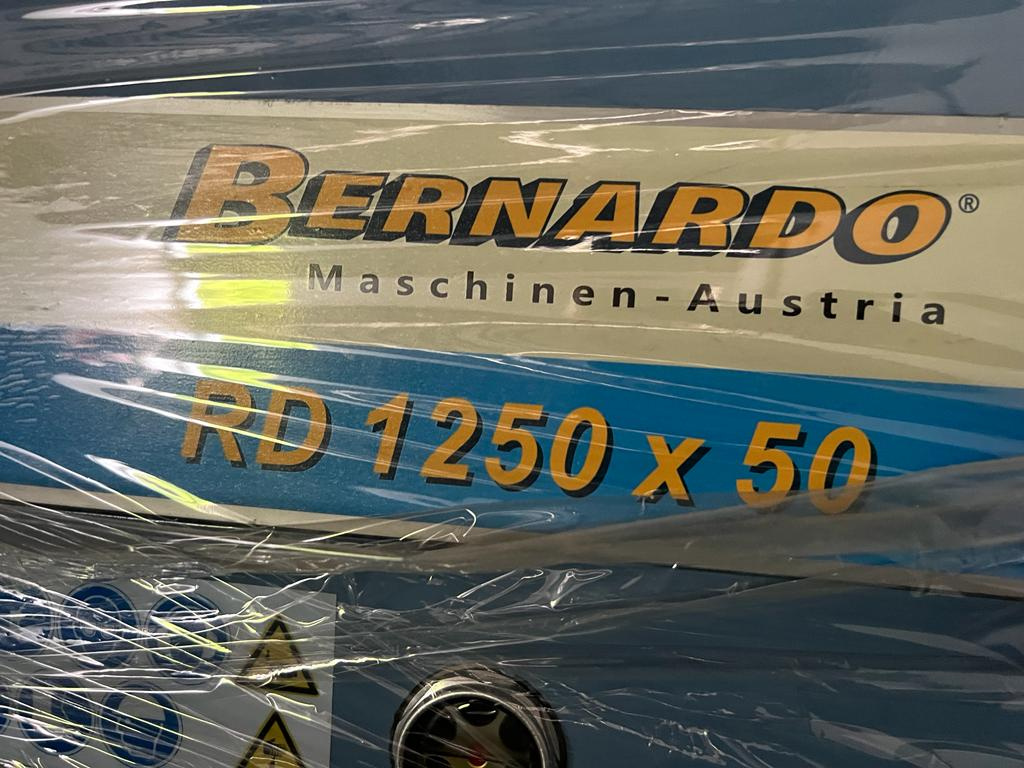 BERNARDO®
Maschinen-Austria
RD 1250 x 50